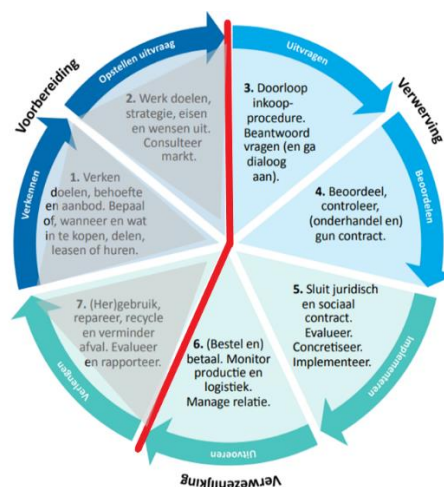 Voorbereiding
Opstellen uitvraag
Uitvragen
Verwerving
2. Werk doelen,
strategie, eisen
en wensen uit.
Consulteer
markt.
3. Doorloop
inkoop-
procedure.
Beantwoord
vragen (en ga
dialoog
aan).
Verkennen
1. Verken
doelen, behoefte
en aanbod. Bepaal
of, wanneer en wat
in te kopen, delen,
leasen of huren.
4. Beoordeel,
controleer,
(onderhandel en)
gun contract.
Beoordelen
7. (Her)gebruik,
repareer, recycle
en verminder
afval. Evalueer
en rapporteer.
6. (Bestel en)
betaal. Monitor
productie en
logistiek.
Manage relatie.
5. Sluit juridisch
en sociaal
contract.
Evalueer.
Concretiseer.
Implementeer.
Verlengen
Uitvoeren
Implementeren
Verwezenlijking